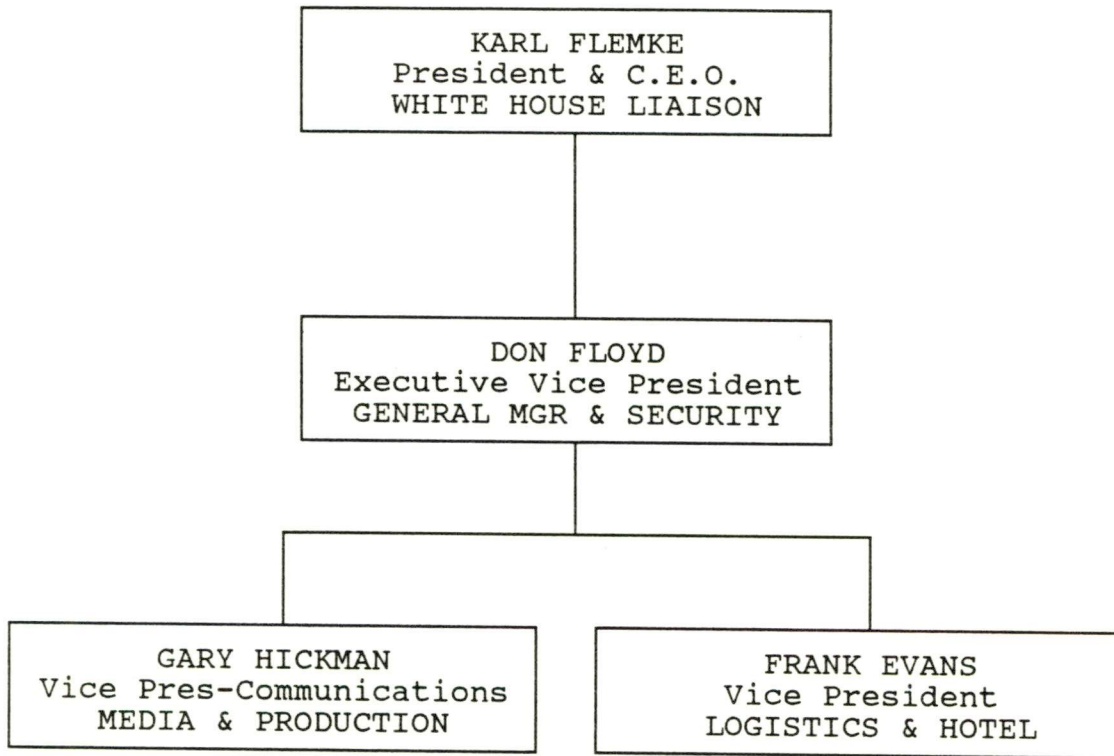 KARL FLEMKE
President & C.E.O.
WHITE HOUSE LIAISON
DON FLOYD
Executive Vice President
GENERAL MGR & SECURITY
GARY HICKMAN
Vice Pres-Communications
MEDIA & PRODUCTION
FRANK EVANS
Vice President
LOGISTICS & HOTEL